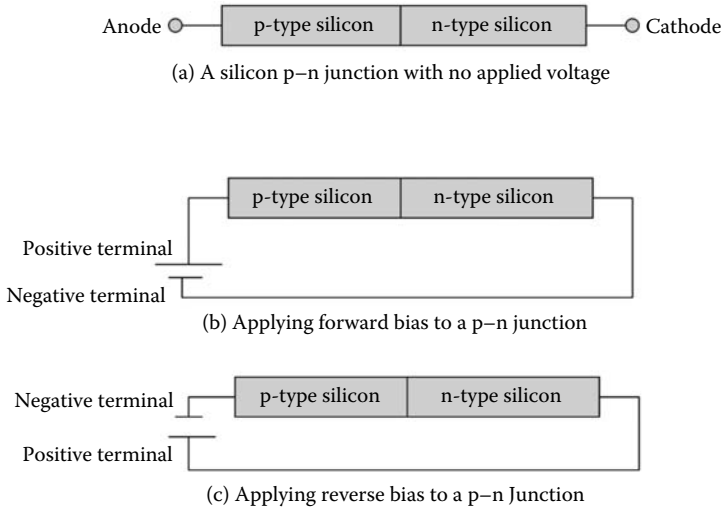 Anode p-type silicon n-type silicon Cathode
(a) A silicon p–n junction with no applied voltage
p-type silicon n-type silicon
Positive terminal
Negative terminal
(b) Applying forward bias to a p–n junction
p-type silicon n-type silicon
Negative terminal
Positive terminal
(c) Applying reverse bias to a p–n Junction